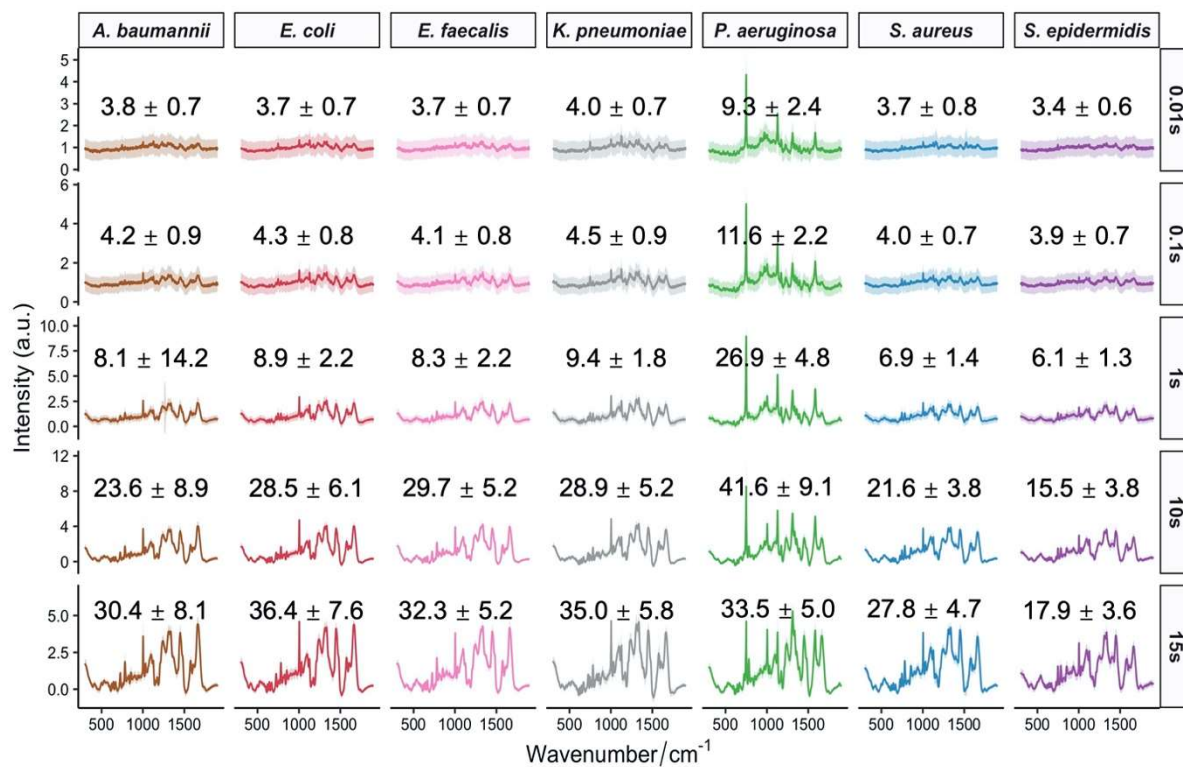 A. baumannii E. coli E. faecalis K. pneumoniae P. aeruginosa S. aureus S. epidermidis
5
4
3
2
1
0
3.8 ± 0.7 3.7 ± 0.7 3.7 ± 0.7 4.0 ± 0.7 9.3 ± 2.4 3.7 ± 0.8 3.4 ± 0.6
0.01s
6
4
2
0
4.2 ± 0.9 4.3 ± 0.8 4.1 ± 0.8 4.5 ± 0.9 11.6 ± 2.2 4.0 ± 0.7 3.9 ± 0.7
0.1s
Intensity (a.u.)
10.0
7.5
5.0
2.5
0.0
8.1 ± 14.2 8.9 ± 2.2 8.3 ± 2.2 9.4 ± 1.8 26.9 ± 4.8 6.9 ± 1.4 6.1 ± 1.3
1s
12
8
4
0
23.6 ± 8.9 28.5 ± 6.1 29.7 ± 5.2 28.9 ± 5.2 41.6 ± 9.1 21.6 ± 3.8 15.5 ± 3.8
10s
5.0
2.5
0.0
30.4 ± 8.1 36.4 ± 7.6 32.3 ± 5.2 35.0 ± 5.8 33.5 ± 5.0 27.8 ± 4.7 17.9 ± 3.6
15s
500 1000 1500 500 1000 1500 500 1000 1500 500 1000 1500 500 1000 1500 500 1000 1500 500 1000 1500
Wavenumber/cm⁻¹